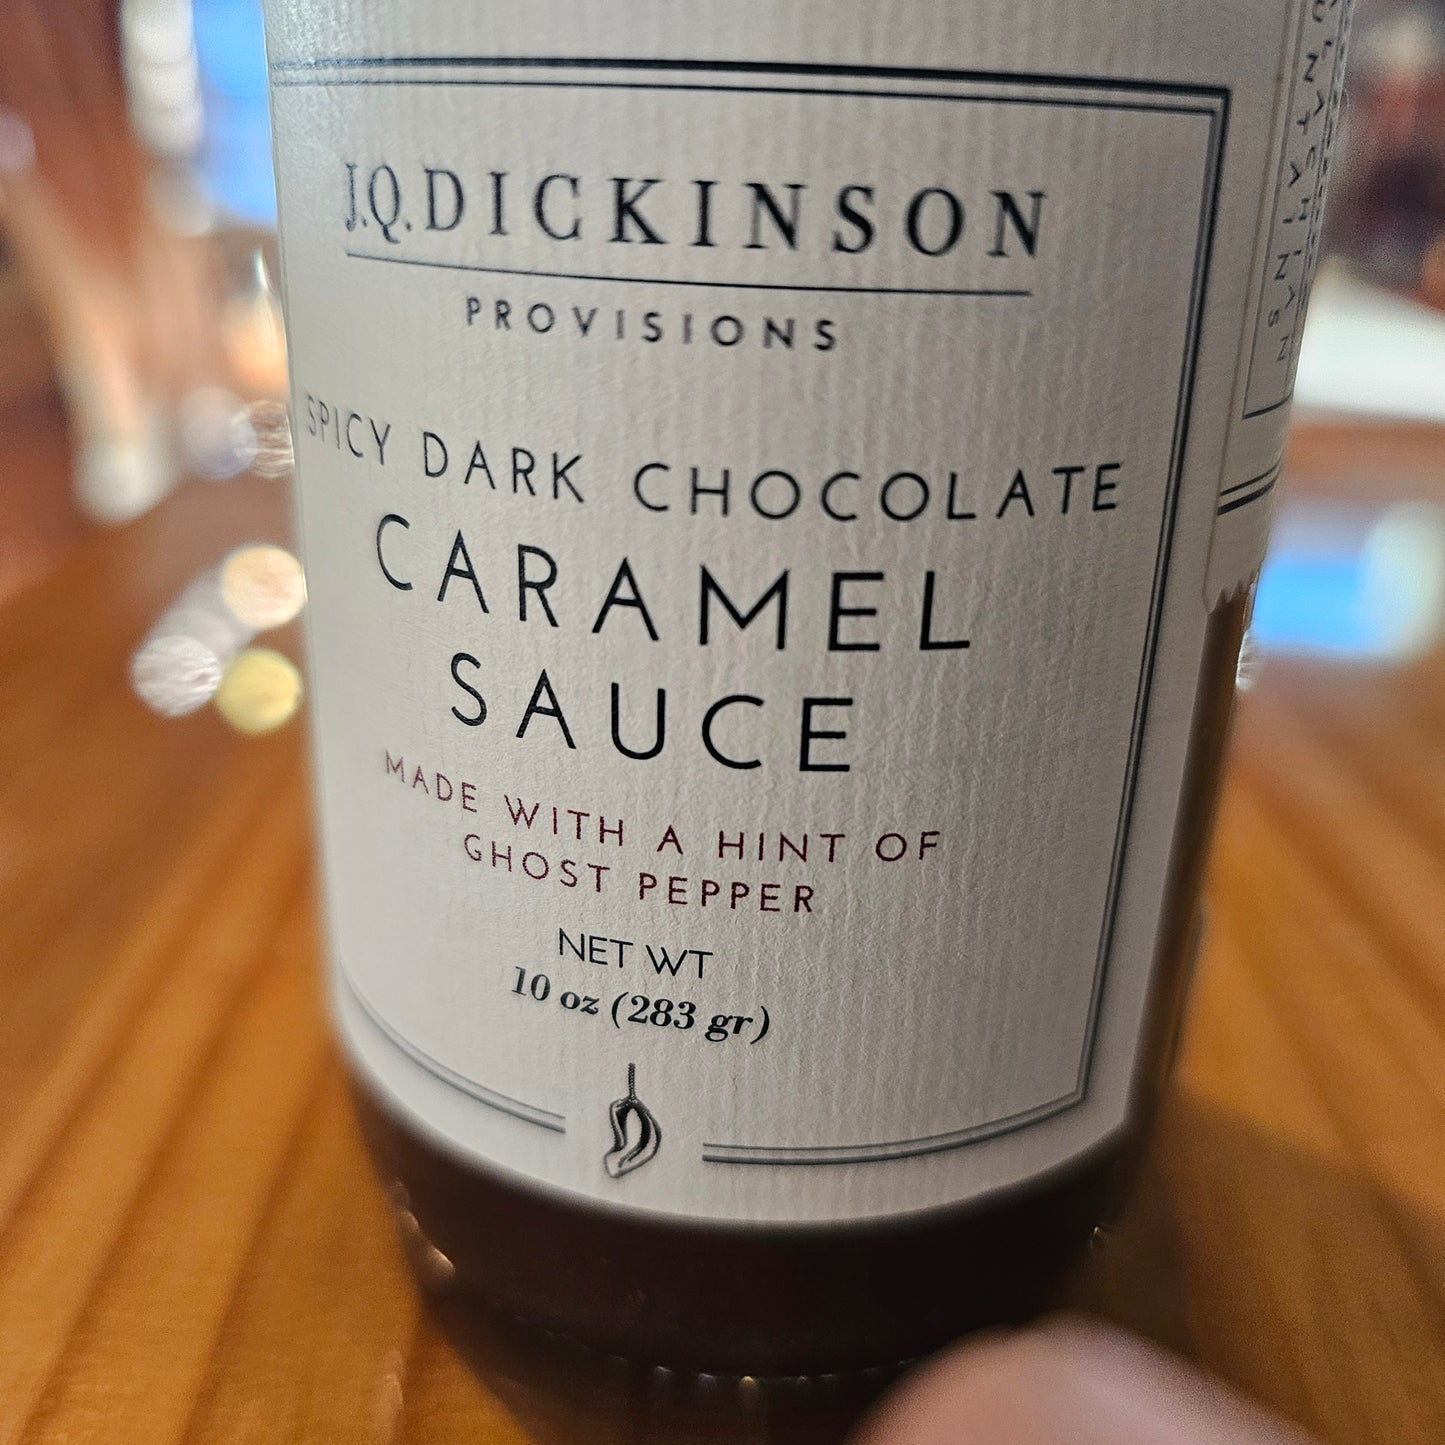 J.Q.DICKINSON
PROVISIONS
SPICY DARK CHOCOLATE
CARAMEL
SAUCE
MADE WITH A HINT OF
GHOST PEPPER
NET WT
10 oz (283 gr)